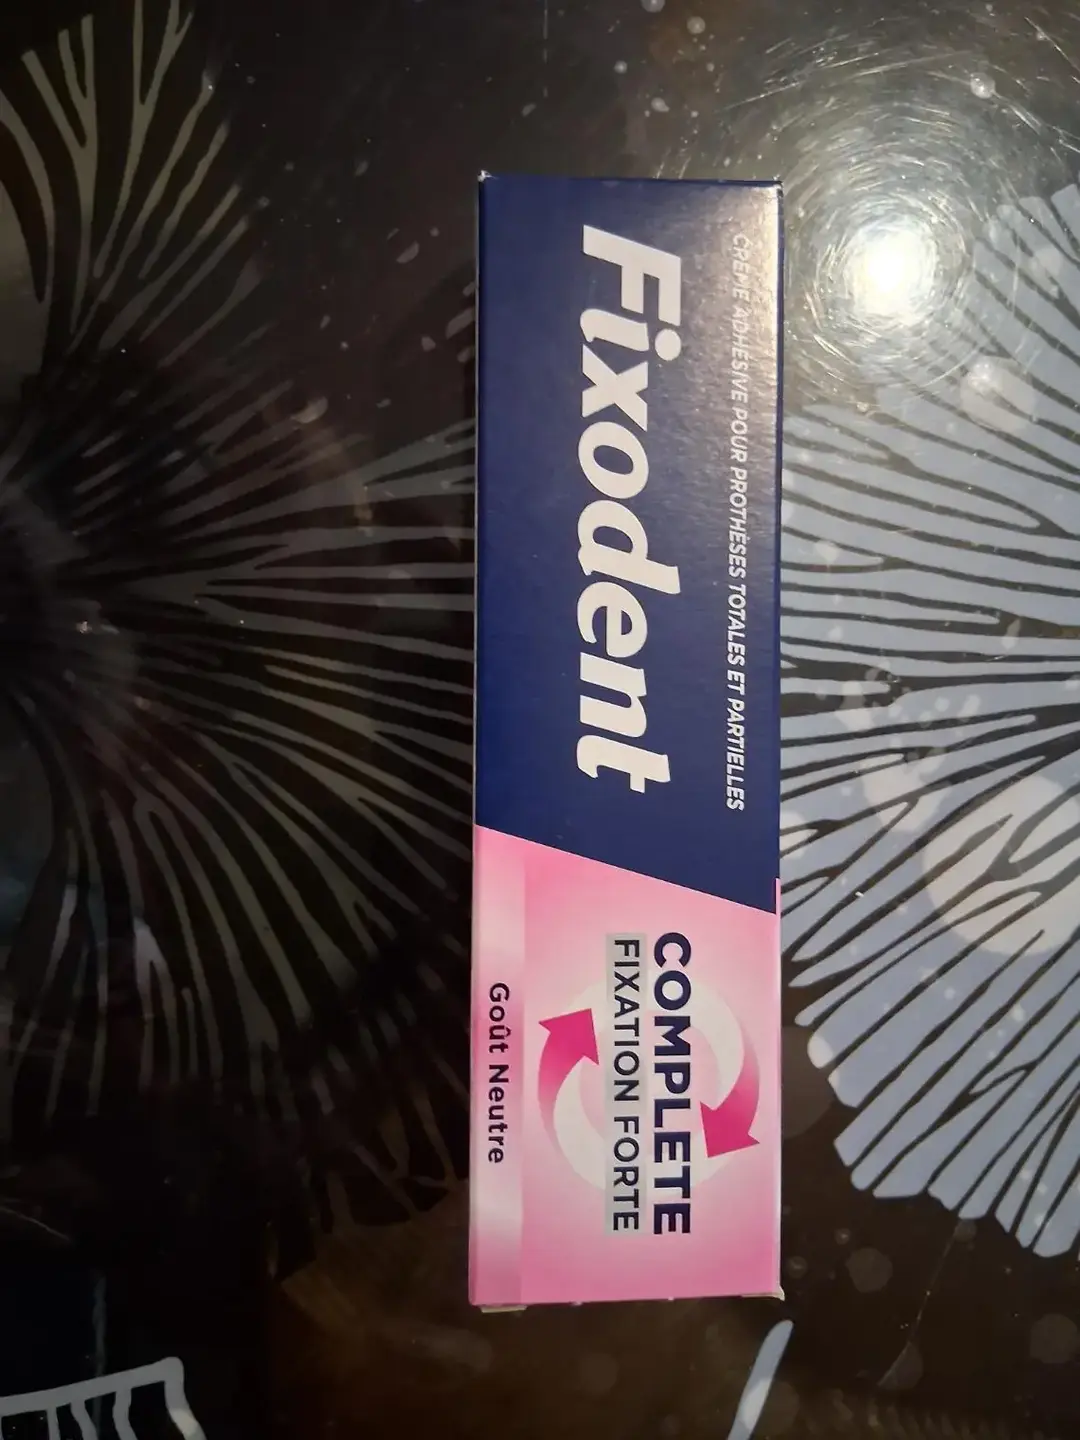 CRÈME ADHÉSIVE POUR PROTHÈSES TOTALES ET PARTIELLES
Fixodent
COMPLETE
FIXATION FORTE
Goût Neutre